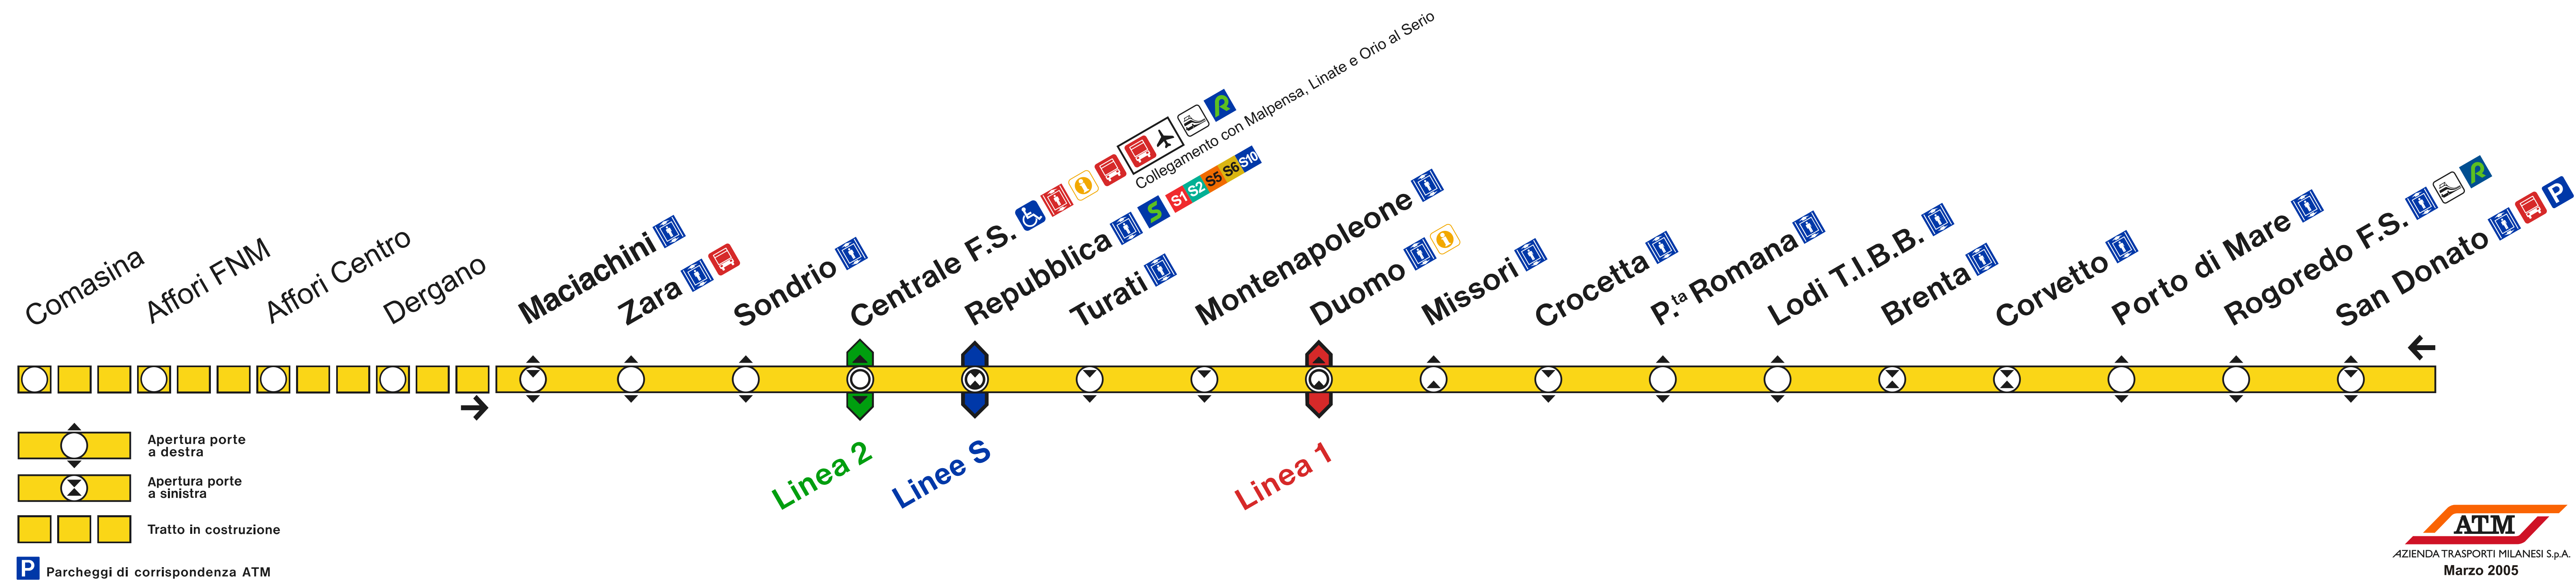 Collegamento con Malpensa, Linate e Orio al Serio
S S1 S2 S5 S6 S10
R
Comasina
Affori FNM
Affori Centro
Dergano
Maciachini
Zara
Sondrio
Centrale F.S.
Repubblica
Turati
Montenapoleone
Duomo
Missori
Crocetta
P.ta Romana
Lodi T.I.B.B.
Brenta
Corvetto
Porto di Mare
Rogoredo F.S. R
San Donato P
Linea 2
Linee S
Linea 1
Apertura porte
a destra
Apertura porte
a sinistra
Tratto in costruzione
P Parcheggi di corrispondenza ATM
ATM
AZIENDA TRASPORTI MILANESI S.p.A.
Marzo 2005